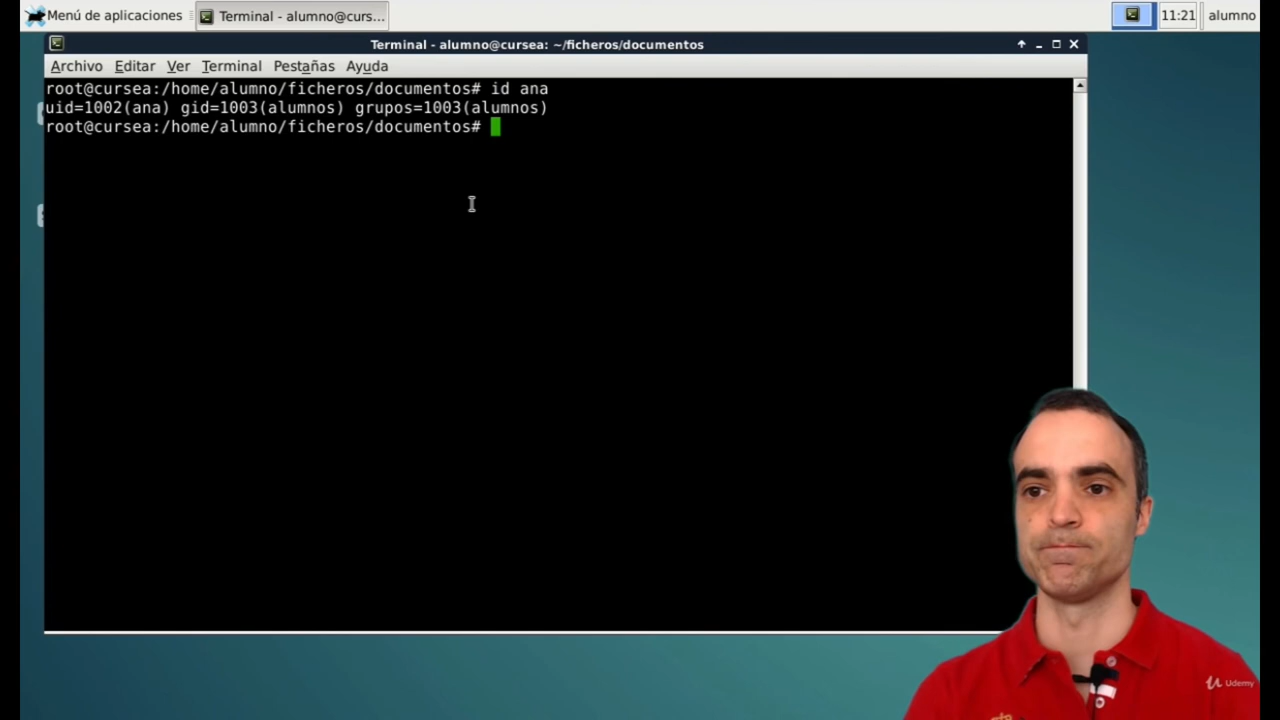 Menú de aplicaciones
Terminal - alumno@curs...
11:21
alumno
Terminal - alumno@cursea: ~/ficheros/documentos
Archivo Editar Ver Terminal Pestañas Ayuda
root@cursea:/home/alumno/ficheros/documentos# id ana
uid=1002(ana) gid=1003(alumnos) grupos=1003(alumnos)
root@cursea:/home/alumno/ficheros/documentos#
Udemy